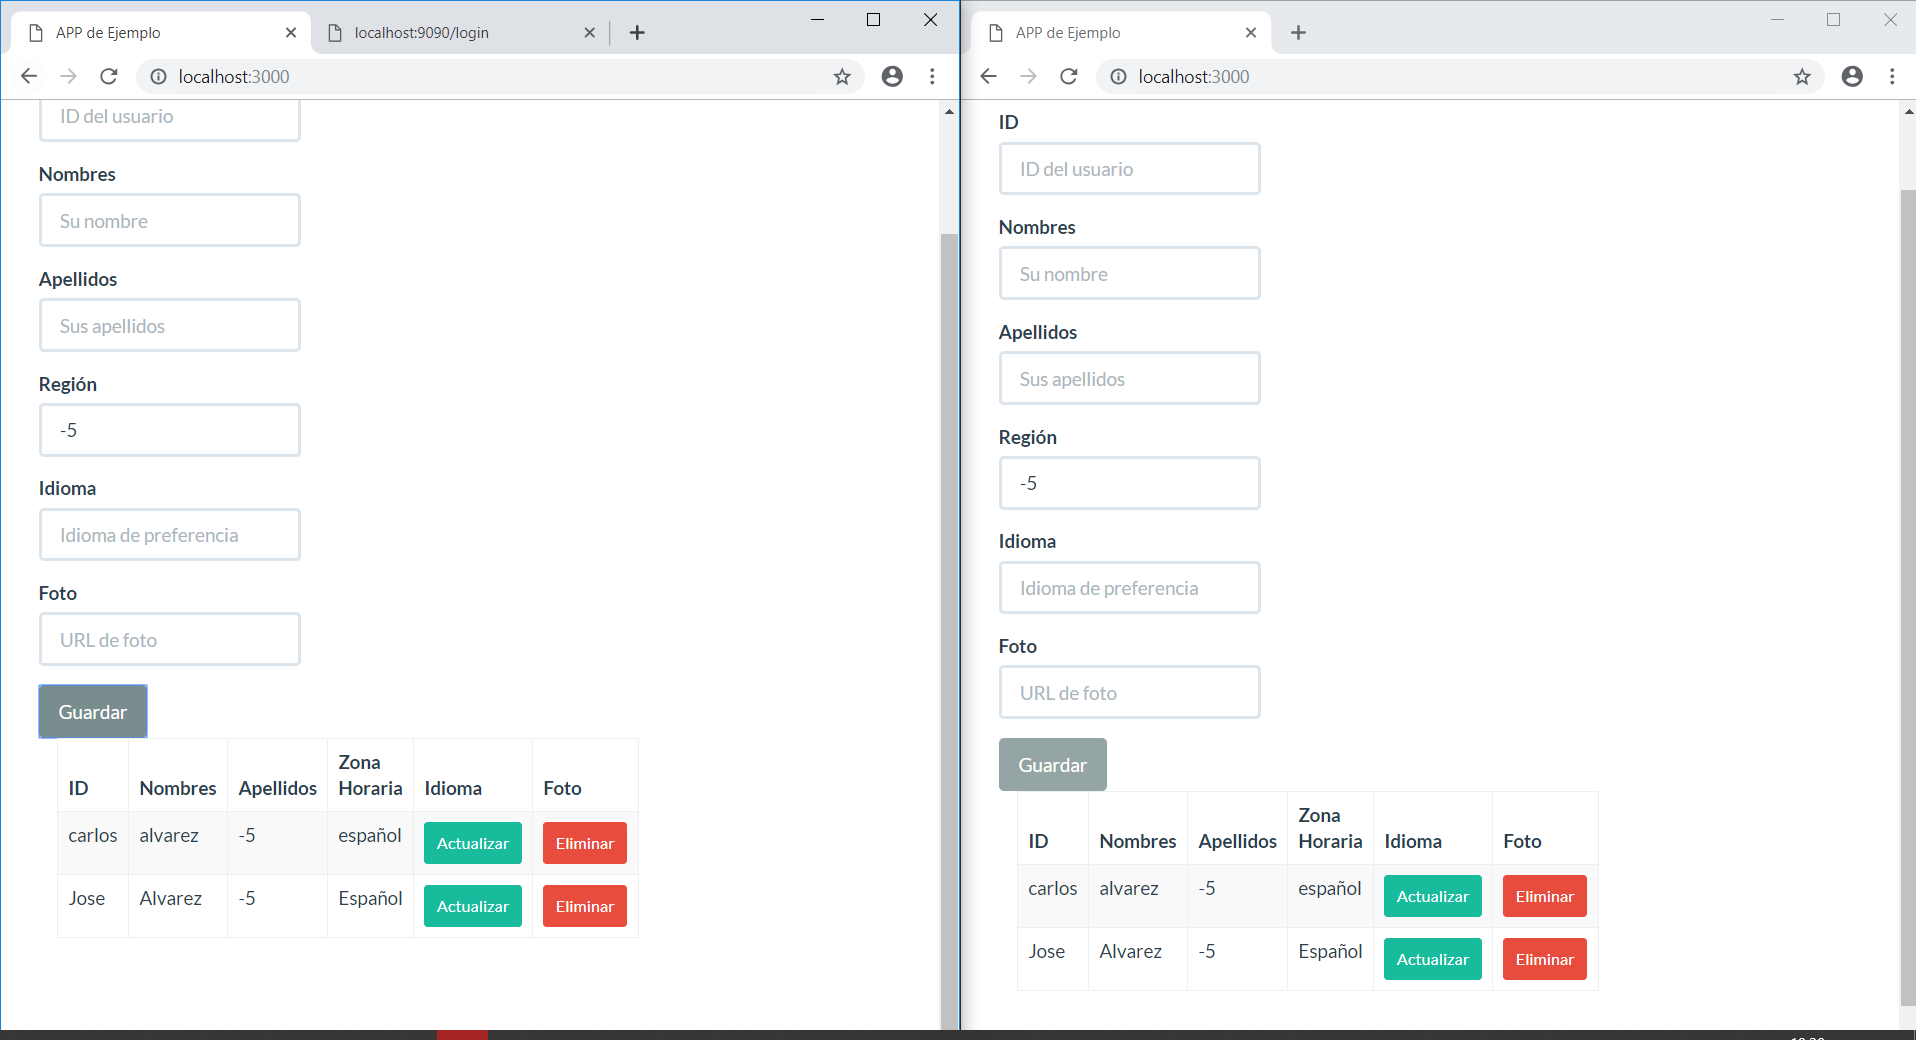 APP de Ejemplo
localhost:9090/login
localhost:3000
ID del usuario
Nombres
Su nombre
Apellidos
Sus apellidos
Región
-5
Idioma
Idioma de preferencia
Foto
URL de foto
Guardar
ID Nombres Apellidos Zona Horaria Idioma Foto
carlos alvarez -5 español Actualizar Eliminar
Jose Alvarez -5 Español Actualizar Eliminar
APP de Ejemplo
localhost:3000
ID
ID del usuario
Nombres
Su nombre
Apellidos
Sus apellidos
Región
-5
Idioma
Idioma de preferencia
Foto
URL de foto
Guardar
ID Nombres Apellidos Zona Horaria Idioma Foto
carlos alvarez -5 español Actualizar Eliminar
Jose Alvarez -5 Español Actualizar Eliminar